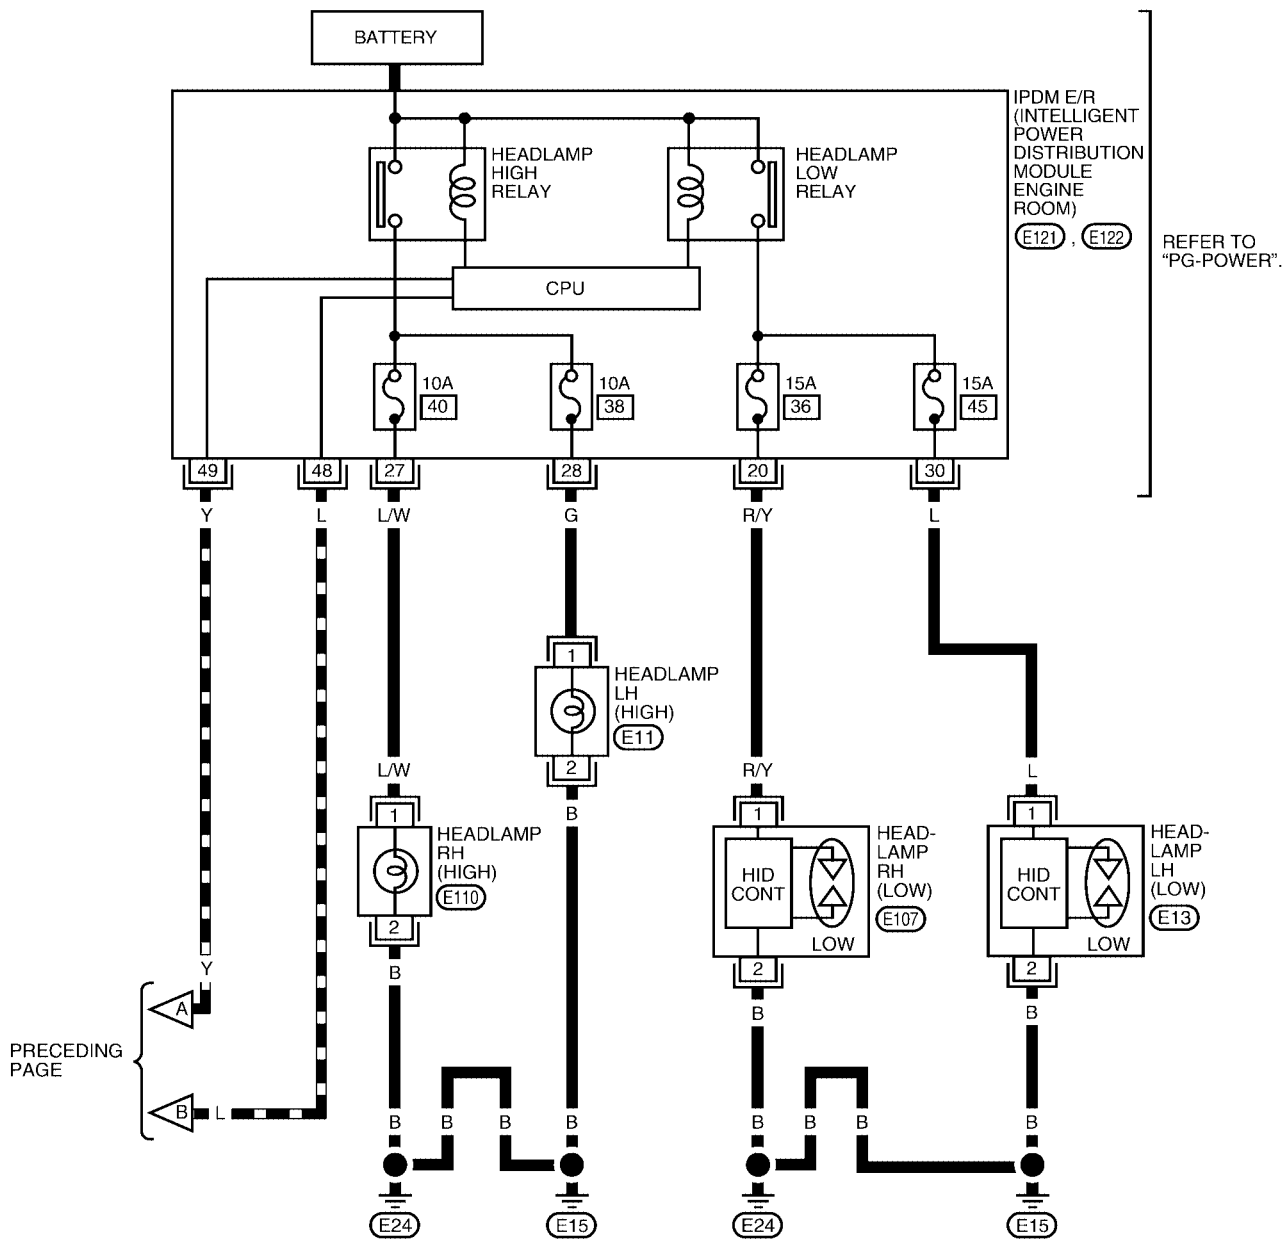 BATTERY
IPDM E/R
(INTELLIGENT
POWER
DISTRIBUTION
MODULE
ENGINE
ROOM)
E121 , E122
REFER TO
"PG-POWER".
HEADLAMP
HIGH
RELAY
HEADLAMP
LOW
RELAY
CPU
10A
40
10A
38
15A
36
15A
45
49 48 27 28 20 30
Y L L/W G R/Y L
1
HEADLAMP
LH
(HIGH)
E11
2
B
L/W R/Y L
1
HEADLAMP
RH
(HIGH)
E110
2
B
1
HID
CONT
LOW
HEAD-
LAMP
RH
(LOW)
E107
2
B
1
HID
CONT
LOW
HEAD-
LAMP
LH
(LOW)
E13
2
B
Y
A
PRECEDING
PAGE
B L
B B B B B B B B
E24 E15 E24 E15